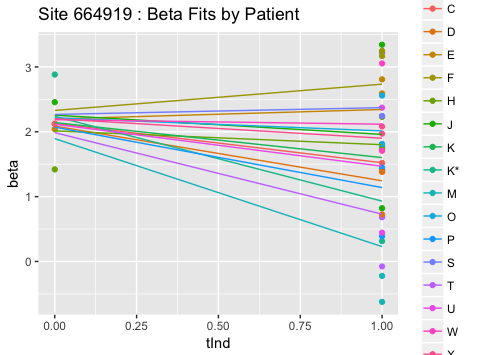 Site 664919 : Beta Fits by Patient
beta
3
2
1
0
0.00 0.25 0.50 0.75 1.00
tInd
C
D
E
F
H
J
K
K*
M
O
P
S
T
U
W